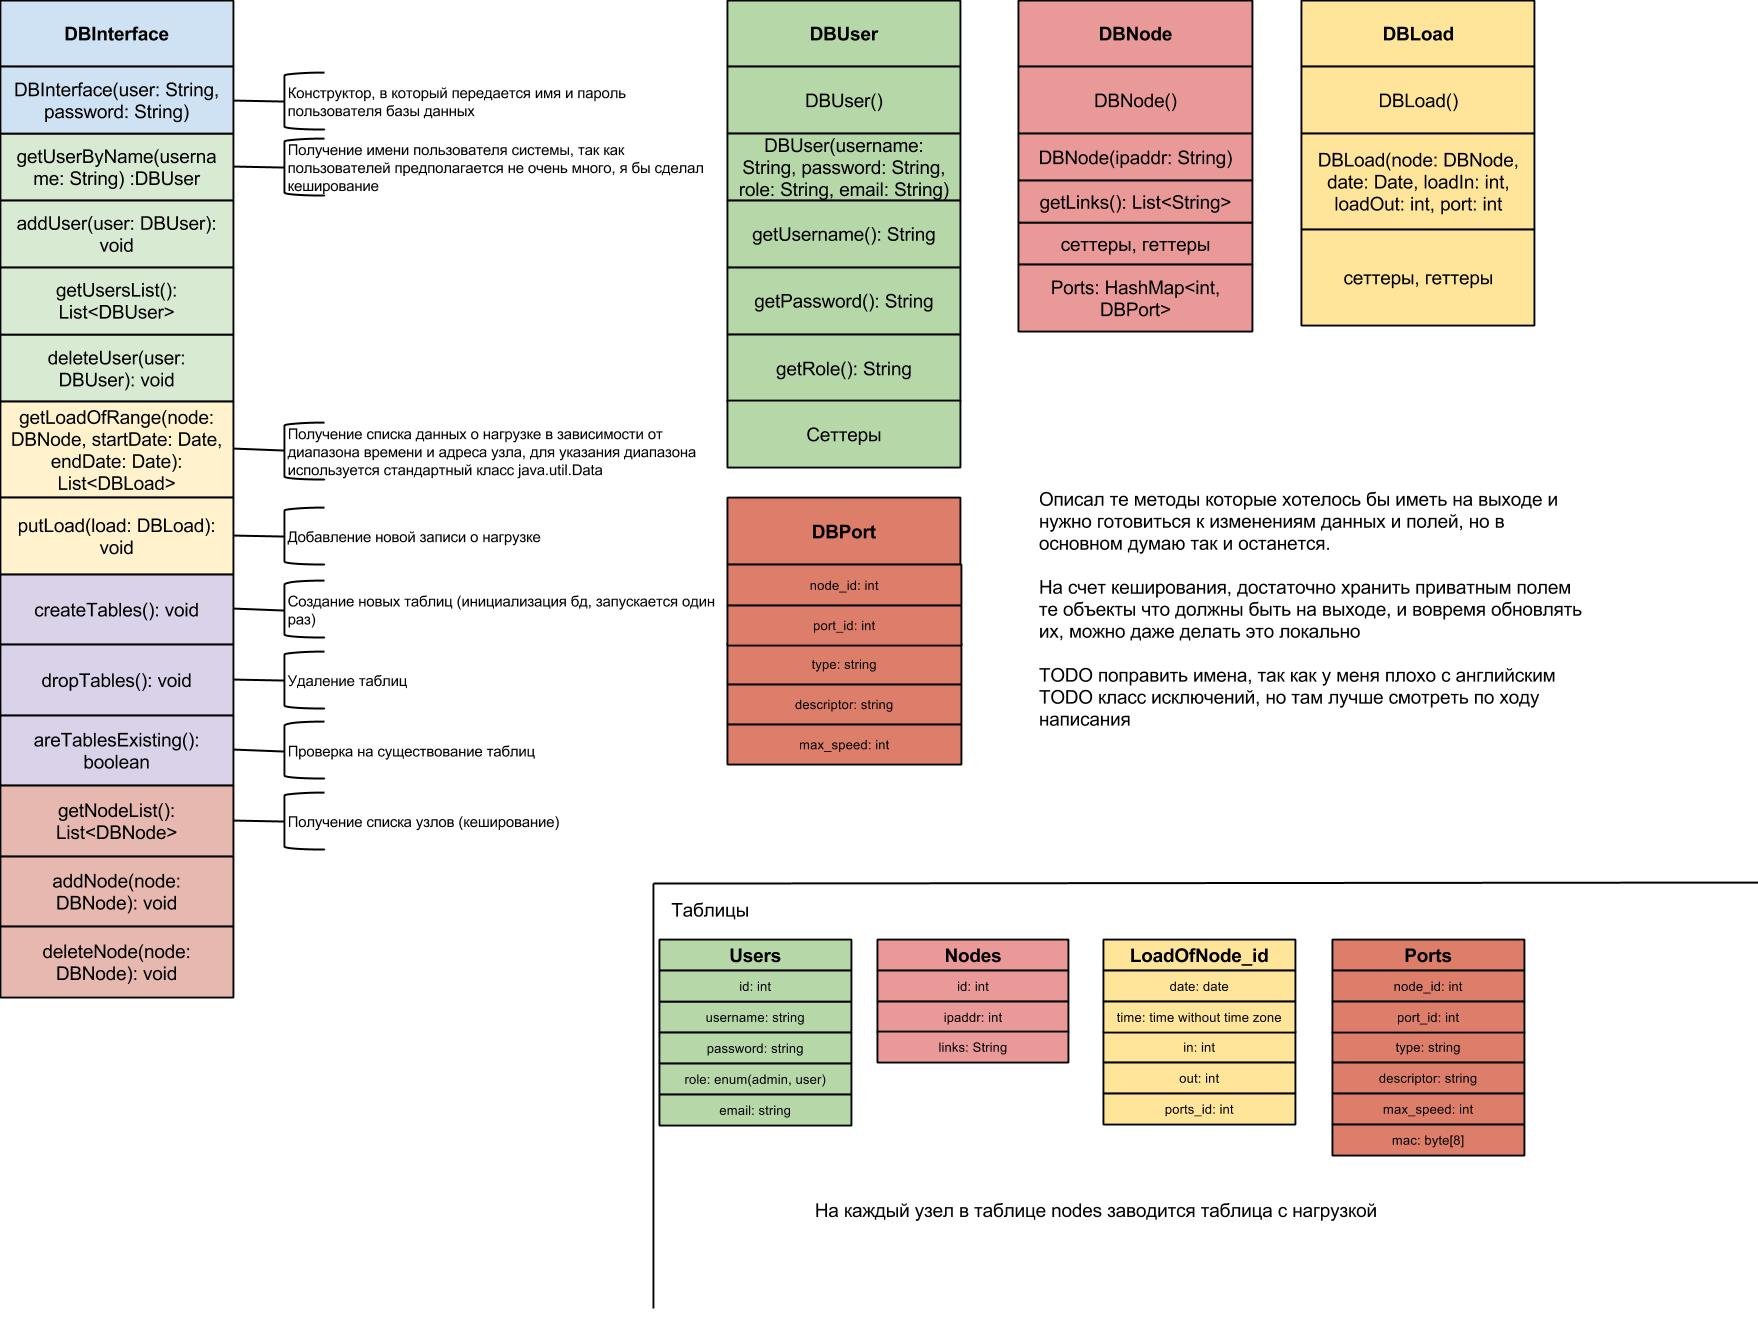 DBInterface
DBInterface(user: String,
password: String)
getUserByName(userna
me: String) :DBUser
addUser(user: DBUser):
void
getUsersList():
List<DBUser>
deleteUser(user:
DBUser): void
getLoadOfRange(node:
DBNode, startDate: Date,
endDate: Date):
List<DBLoad>
putLoad(load: DBLoad):
void
createTables(): void
dropTables(): void
areTablesExisting():
boolean
getNodeList():
List<DBNode>
addNode(node:
DBNode): void
deleteNode(node:
DBNode): void
Конструктор, в который передается имя и пароль
пользователя базы данных
Получение имени пользователя системы, так как
пользователей предполагается не очень много, я бы сделал
кеширование
Получение списка данных о нагрузке в зависимости от
диапазона времени и адреса узла, для указания диапазона
используется стандартный класс java.util.Data
Добавление новой записи о нагрузке
Создание новых таблиц (инициализация бд, запускается один
раз)
Удаление таблиц
Проверка на существование таблиц
Получение списка узлов (кеширование)
DBUser
DBUser()
DBUser(username:
String, password: String,
role: String, email: String)
getUsername(): String
getPassword(): String
getRole(): String
Сеттеры
DBPort
node_id: int
port_id: int
type: string
descriptor: string
max_speed: int
DBNode
DBNode()
DBNode(ipaddr: String)
getLinks(): List<String>
сеттеры, геттеры
Ports: HashMap<int,
DBPort>
DBLoad
DBLoad()
DBLoad(node: DBNode,
date: Date, loadIn: int,
loadOut: int, port: int
сеттеры, геттеры
Описал те методы которые хотелось бы иметь на выходе и
нужно готовиться к изменениям данных и полей, но в
основном думаю так и останется.
На счет кеширования, достаточно хранить приватным полем
те объекты что должны быть на выходе, и вовремя обновлять
их, можно даже делать это локально
TODO поправить имена, так как у меня плохо с английским
TODO класс исключений, но там лучше смотреть по ходу
написания
Таблицы
Users
id: int
username: string
password: string
role: enum(admin, user)
email: string
Nodes
id: int
ipaddr: int
links: String
LoadOfNode_id
date: date
time: time without time zone
in: int
out: int
ports_id: int
Ports
node_id: int
port_id: int
type: string
descriptor: string
max_speed: int
mac: byte[8]
На каждый узел в таблице nodes заводится таблица с нагрузкой